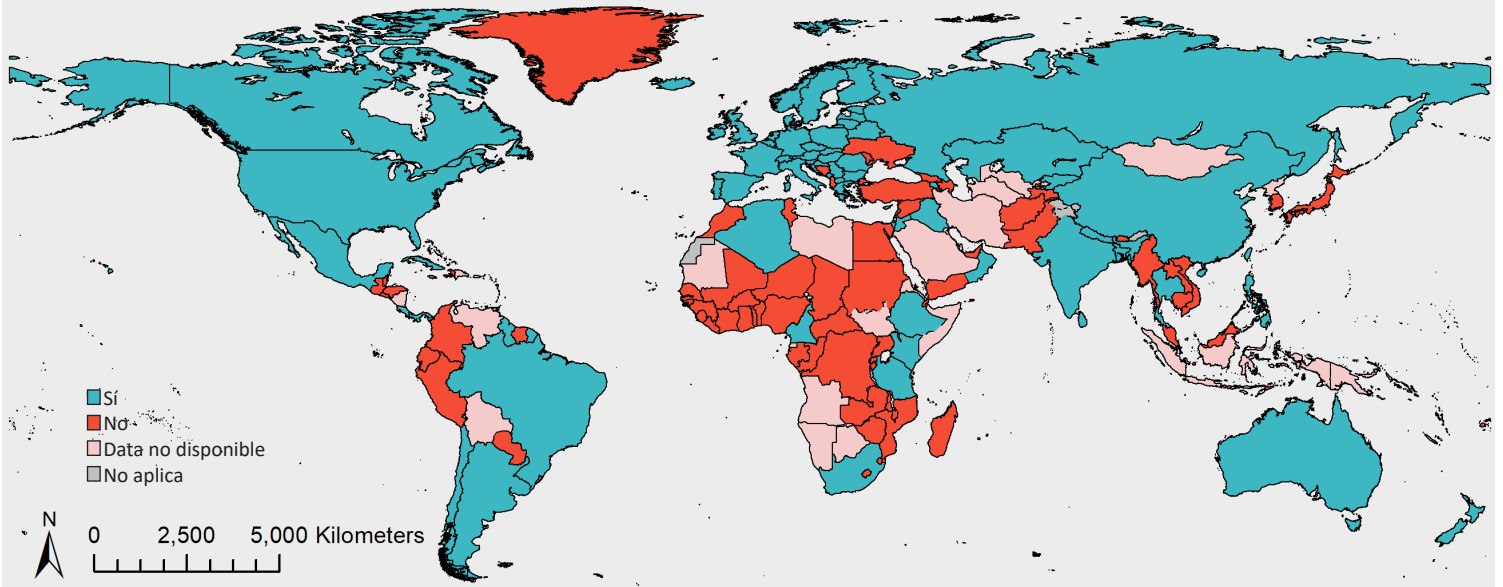 Sí
No
Data no disponible
No aplica
N
0 2,500 5,000 Kilometers